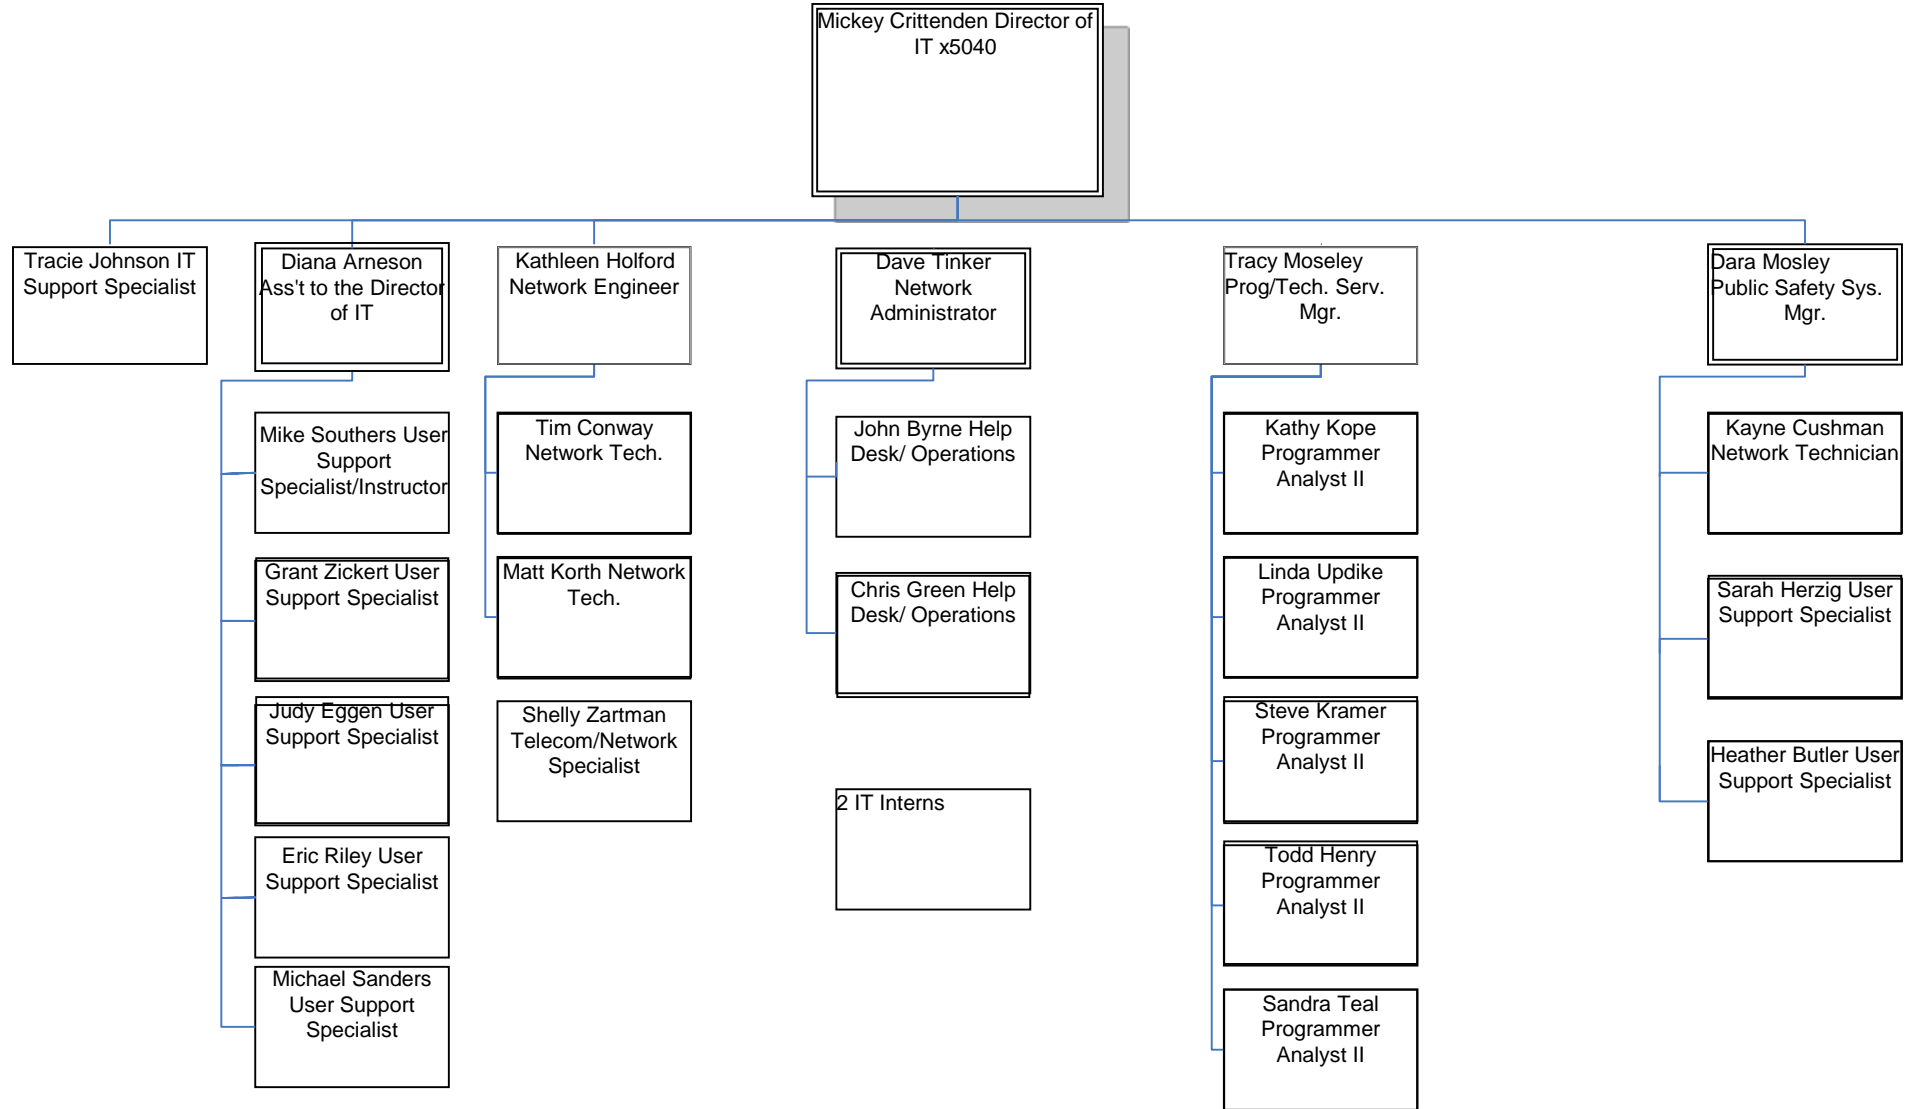 Mickey Crittenden Director of
IT x5040
Tracie Johnson IT
Support Specialist
Diana Arneson
Ass't to the Director
of IT
Kathleen Holford
Network Engineer
Dave Tinker
Network
Administrator
Tracy Moseley
Prog/Tech. Serv.
Mgr.
Dara Mosley
Public Safety Sys.
Mgr.
Mike Southers User
Support
Specialist/Instructor
Grant Zickert User
Support Specialist
Judy Eggen User
Support Specialist
Eric Riley User
Support Specialist
Michael Sanders
User Support
Specialist
Tim Conway
Network Tech.
Matt Korth Network
Tech.
Shelly Zartman
Telecom/Network
Specialist
John Byrne Help
Desk/ Operations
Chris Green Help
Desk/ Operations
2 IT Interns
Kathy Kope
Programmer
Analyst II
Linda Updike
Programmer
Analyst II
Steve Kramer
Programmer
Analyst II
Todd Henry
Programmer
Analyst II
Sandra Teal
Programmer
Analyst II
Kayne Cushman
Network Technician
Sarah Herzig User
Support Specialist
Heather Butler User
Support Specialist